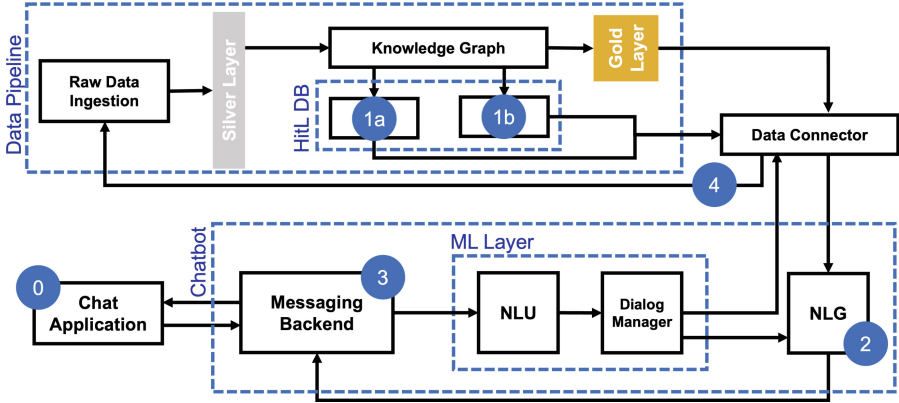 Data Pipeline
Raw Data
Ingestion
Silver Layer
Knowledge Graph
Gold
Layer
HitL DB
1a
1b
Data Connector
4
Chatbot
ML Layer
0
Chat
Application
3
Messaging
Backend
NLU
Dialog
Manager
NLG
2